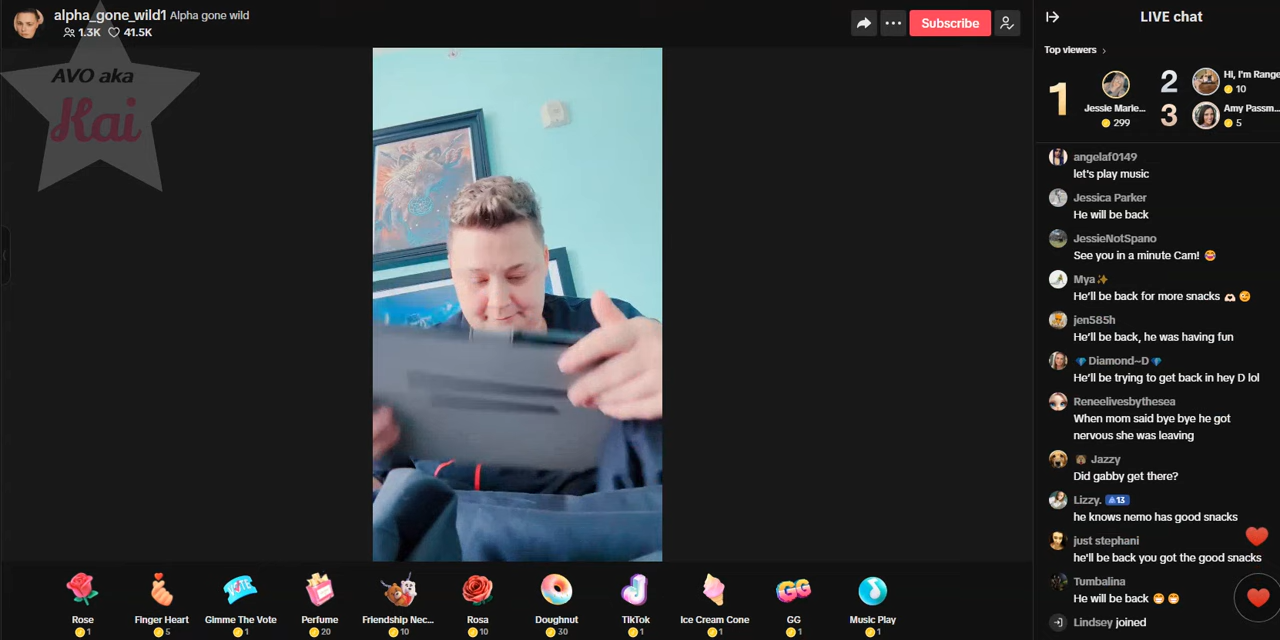 alpha_gone_wild1 Alpha gone wild
1.3K 41.5K
Subscribe
AVO aka
Kai
LIVE chat
Top viewers
1
Jessie Marle...
299
2
Hi, I'm Range
10
3
Amy Passm...
5
angelaf0149
let's play music
Jessica Parker
He will be back
JessieNotSpano
See you in a minute Cam! 😊
Mya✨
He'll be back for more snacks 🫶🏻 😊
jen585h
He'll be back, he was having fun
💎Diamond~D💎
He'll be trying to get back in hey D lol
Reneelivesbythesea
When mom said bye bye he got
nervous she was leaving
Jazzy
Did gabby get there?
Lizzy. 13
he knows nemo has good snacks
just stephani
he'll be back you got the good snacks
Tumbalina
He will be back 😁 😁
Lindsey joined
VOTE
GG
Rose
Finger Heart
Gimme The Vote
Perfume
Friendship Nec...
Rosa
Doughnut
TikTok
Ice Cream Cone
GG
Music Play
1
5
1
20
10
10
30
1
1
1
1